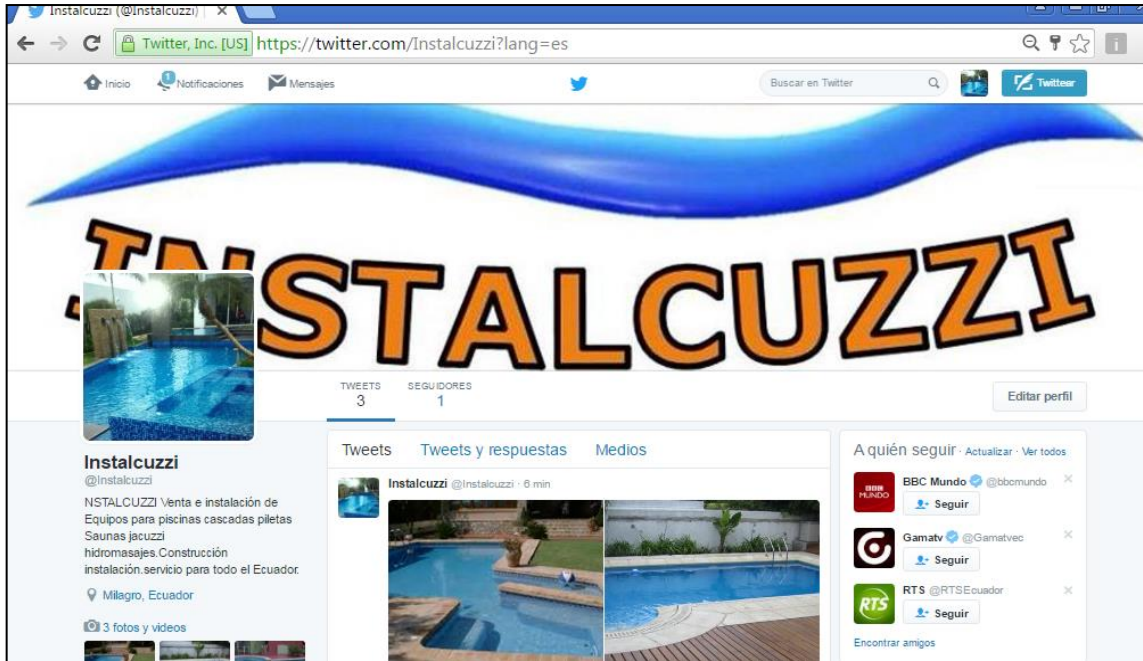 Instalcuzzi (@Instalcuzzi)
Twitter, Inc. [US] https://twitter.com/Instalcuzzi?lang=es
Inicio 1 Notificaciones Mensajes Buscar en Twitter Twittear
INSTALCUZZI
TWEETS SEGUIDORES
3 1 Editar perfil
Instalcuzzi
@Instalcuzzi
NSTALCUZZI Venta e instalación de
Equipos para piscinas cascadas piletas
Saunas jacuzzi
hidromasajes.Construcción
instalación.servicio para todo el Ecuador.
Milagro, Ecuador
3 fotos y videos
Tweets Tweets y respuestas Medios
Instalcuzzi @Instalcuzzi · 6 min
A quién seguir · Actualizar · Ver todos
BBC MUNDO
BBC Mundo @bbcmundo
Seguir
Gamatv @Gamatvec
Seguir
RTS
RTS @RTSEcuador
Seguir
Encontrar amigos